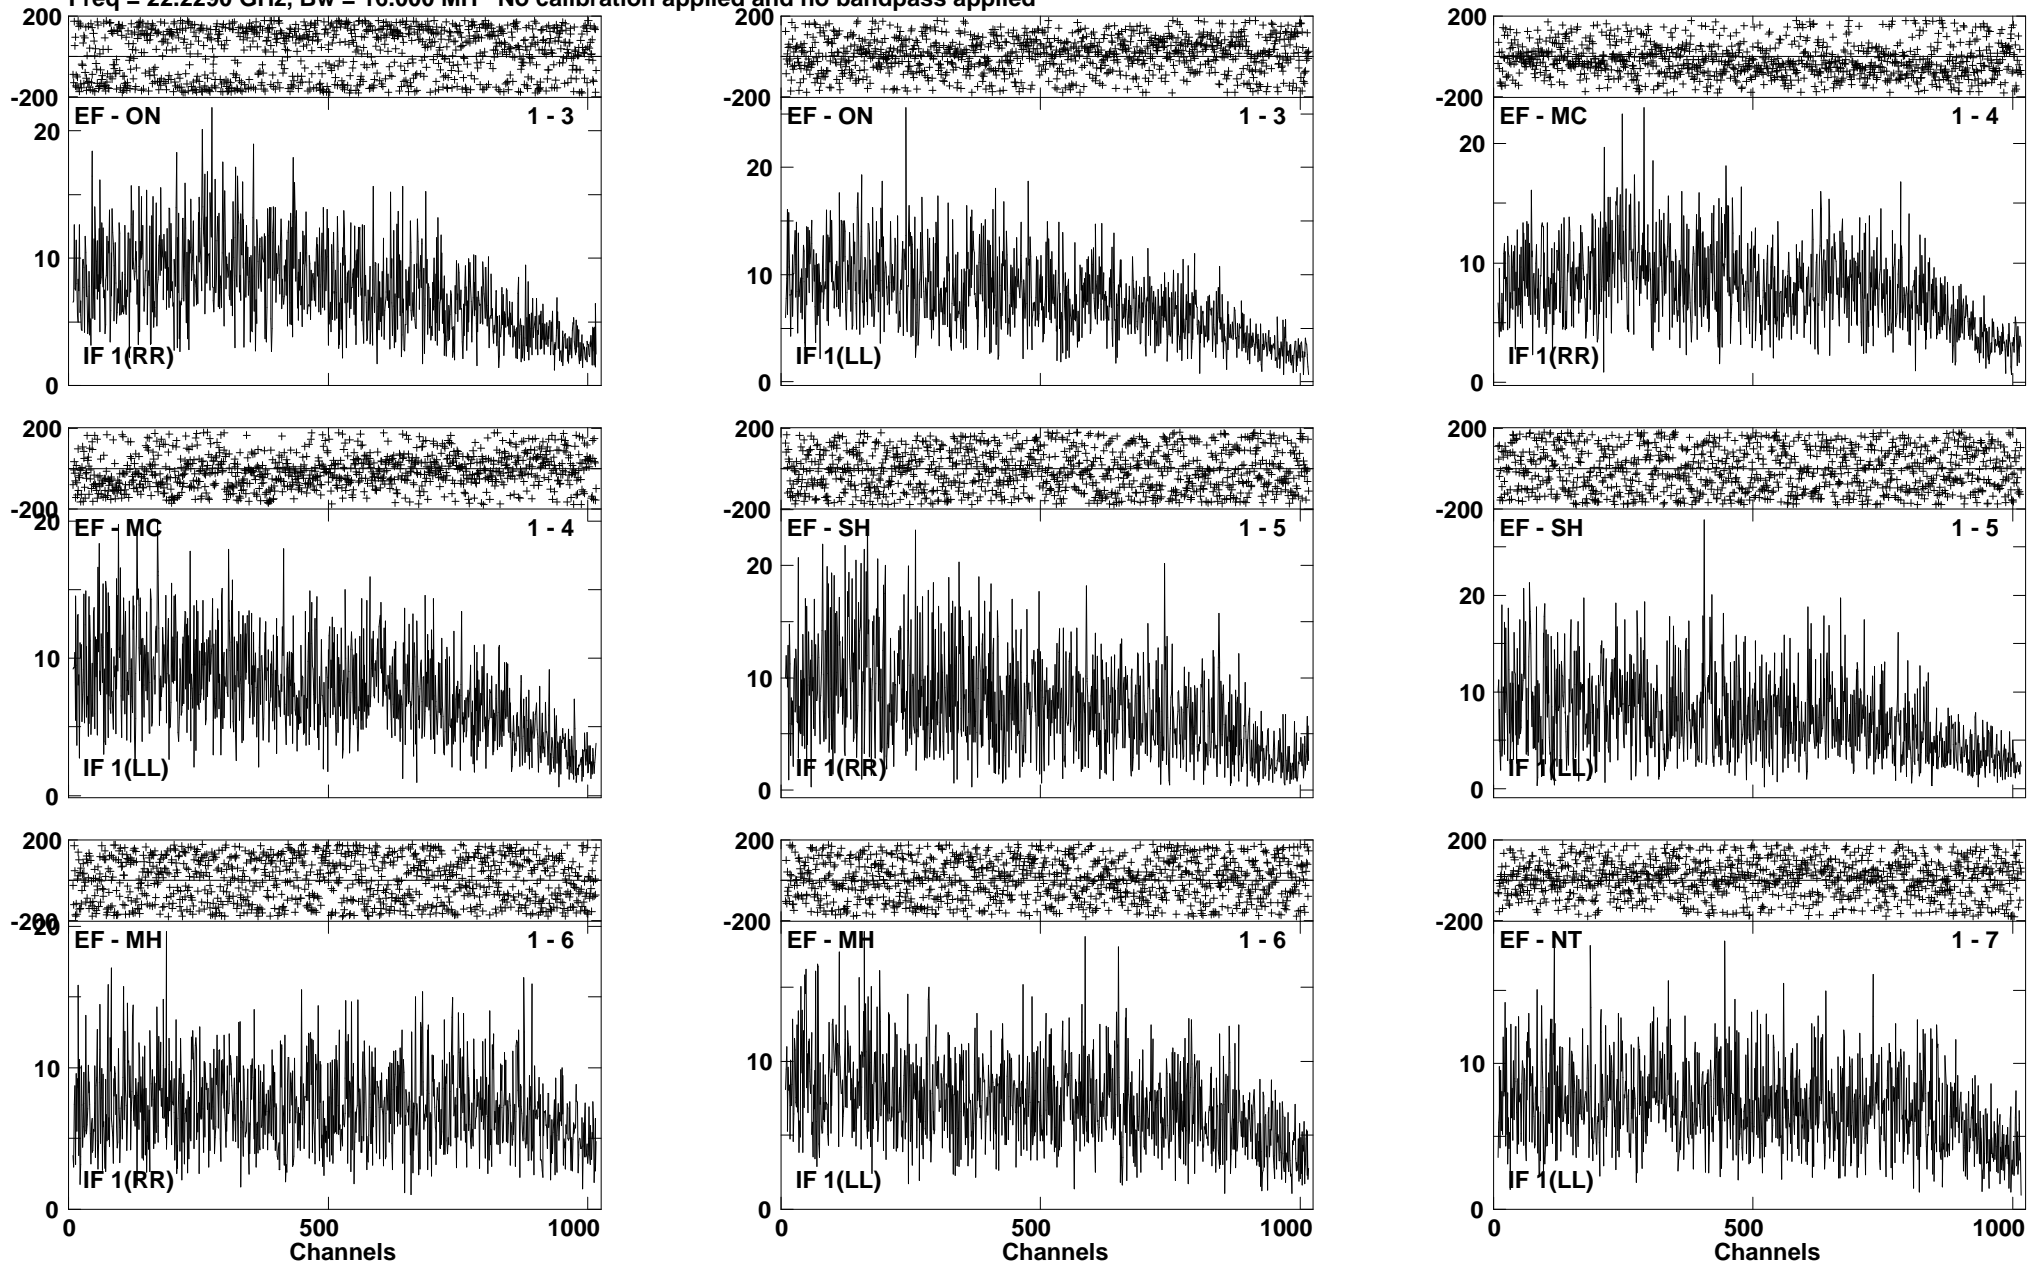 Freq = 22.2290 GHz, Bw = 16.000 MH No calibration applied and no bandpass applied
200
-200
EF - ON 1 - 3
20
10
0
IF 1(RR)
200
-200
EF - ON 1 - 3
20
10
0
IF 1(LL)
200
-200
EF - MC 1 - 4
20
10
0
IF 1(RR)
200
-200
EF - MC 1 - 4
20
10
0
IF 1(LL)
200
-200
EF - SH 1 - 5
20
10
0
IF 1(RR)
200
-200
EF - SH 1 - 5
20
10
0
IF 1(LL)
200
-200
EF - MH 1 - 6
20
10
0
IF 1(RR)
0 500 1000
Channels
200
-200
EF - MH 1 - 6
10
0
IF 1(LL)
0 500 1000
Channels
200
-200
EF - NT 1 - 7
10
0
IF 1(LL)
0 500 1000
Channels